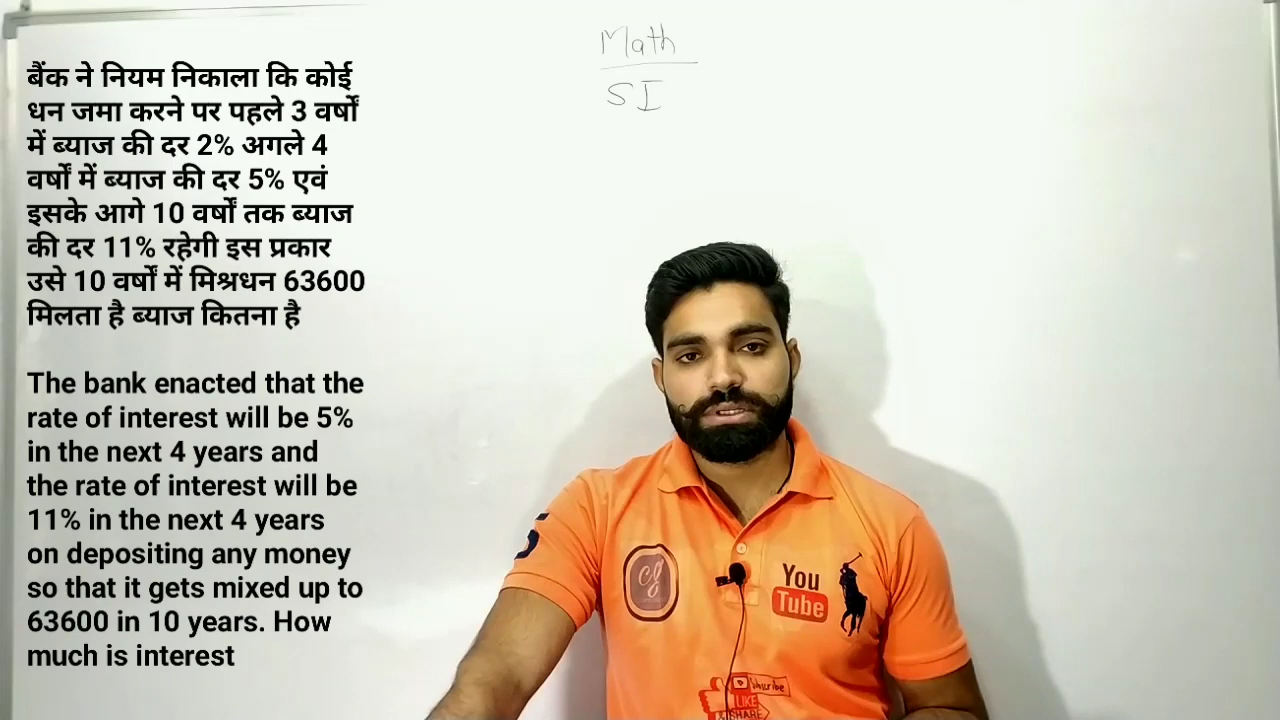 Math
SI
बैंक ने नियम निकाला कि कोई
धन जमा करने पर पहले 3 वर्षों
में ब्याज की दर 2% अगले 4
वर्षों में ब्याज की दर 5% एवं
इसके आगे 10 वर्षों तक ब्याज
की दर 11% रहेगी इस प्रकार
उसे 10 वर्षों में मिश्रधन 63600
मिलता है ब्याज कितना है
The bank enacted that the
rate of interest will be 5%
in the next 4 years and
the rate of interest will be
11% in the next 4 years
on depositing any money
so that it gets mixed up to
63600 in 10 years. How
much is interest
5
cg
You
Tube
Subscribe
LIKE
& SHARE